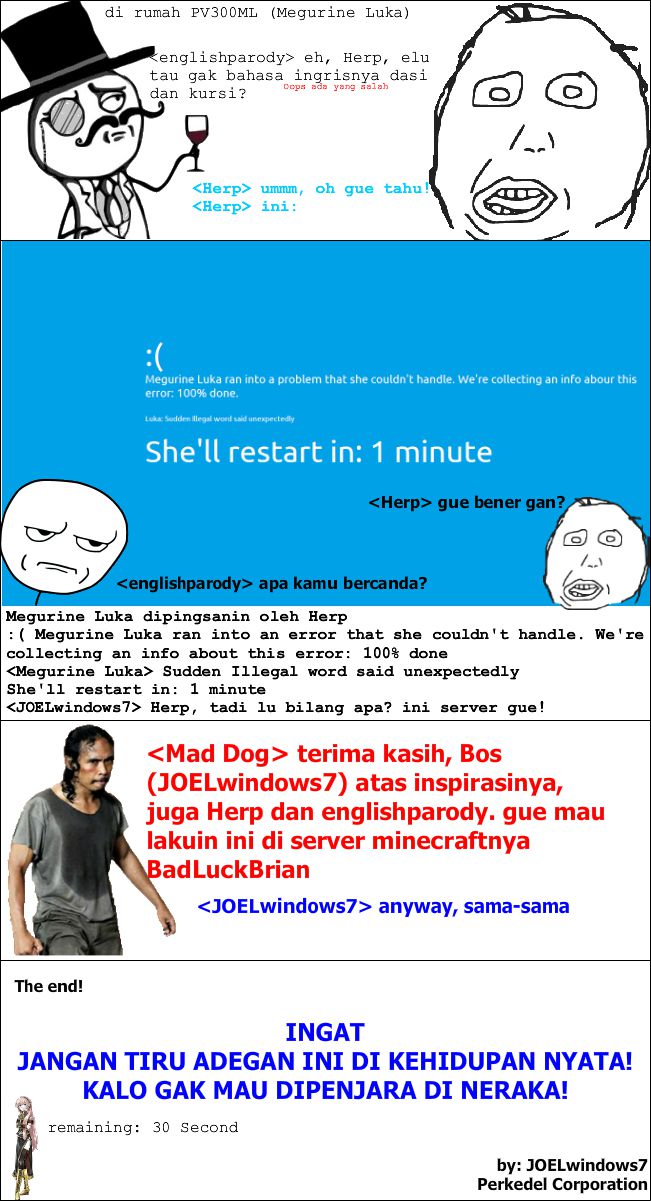 di rumah PV300ML (Megurine Luka)
<englishparody> eh, Herp, elu
tau gak bahasa ingrisnya dasi
dan kursi?
Oops ada yang salah
<Herp> ummm, oh gue tahu!
<Herp> ini:
:(
Megurine Luka ran into a problem that she couldn't handle. We're collecting an info abour this
error: 100% done.
Luka: Sudden Illegal word said unexpectedly
She'll restart in: 1 minute
<Herp> gue bener gan?
<englishparody> apa kamu bercanda?
Megurine Luka dipingsanin oleh Herp
:( Megurine Luka ran into an error that she couldn't handle. We're
collecting an info about this error: 100% done
<Megurine Luka> Sudden Illegal word said unexpectedly
She'll restart in: 1 minute
<JOELwindows7> Herp, tadi lu bilang apa? ini server gue!
<Mad Dog> terima kasih, Bos
(JOELwindows7) atas inspirasinya,
juga Herp dan englishparody. gue mau
lakuin ini di server minecraftnya
BadLuckBrian
<JOELwindows7> anyway, sama-sama
The end!
INGAT
JANGAN TIRU ADEGAN INI DI KEHIDUPAN NYATA!
KALO GAK MAU DIPENJARA DI NERAKA!
remaining: 30 Second
by: JOELwindows7
Perkedel Corporation